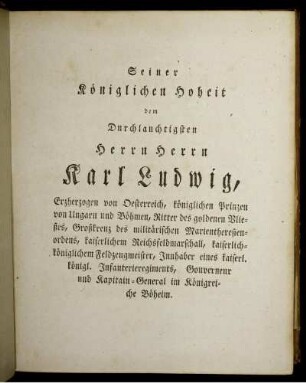 Seiner
Königlichen Hoheit
dem
Durchlauchtigsten
Herrn Herrn
Karl Ludwig,
Erzherzogen von Oesterreich, königlichen Prinzen
von Ungarn und Böhmen, Ritter des goldenen Vlie-
ßes, Großkreuz des militärischen Marientheresien-
ordens, kaiserlichem Reichsfeldmarschall, kaiserlich-
königlichem Feldzeugmeister, Innhaber eines kaiserl.
königl. Infanterieregiments, Gouverneur
und Kapitain-General im Königrei-
che Böheim.